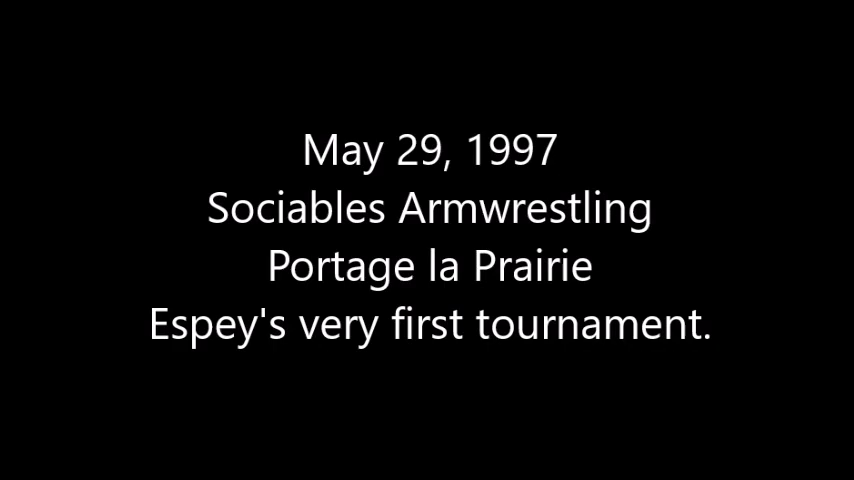 May 29, 1997
Sociables Armwrestling
Portage la Prairie
Espey's very first tournament.